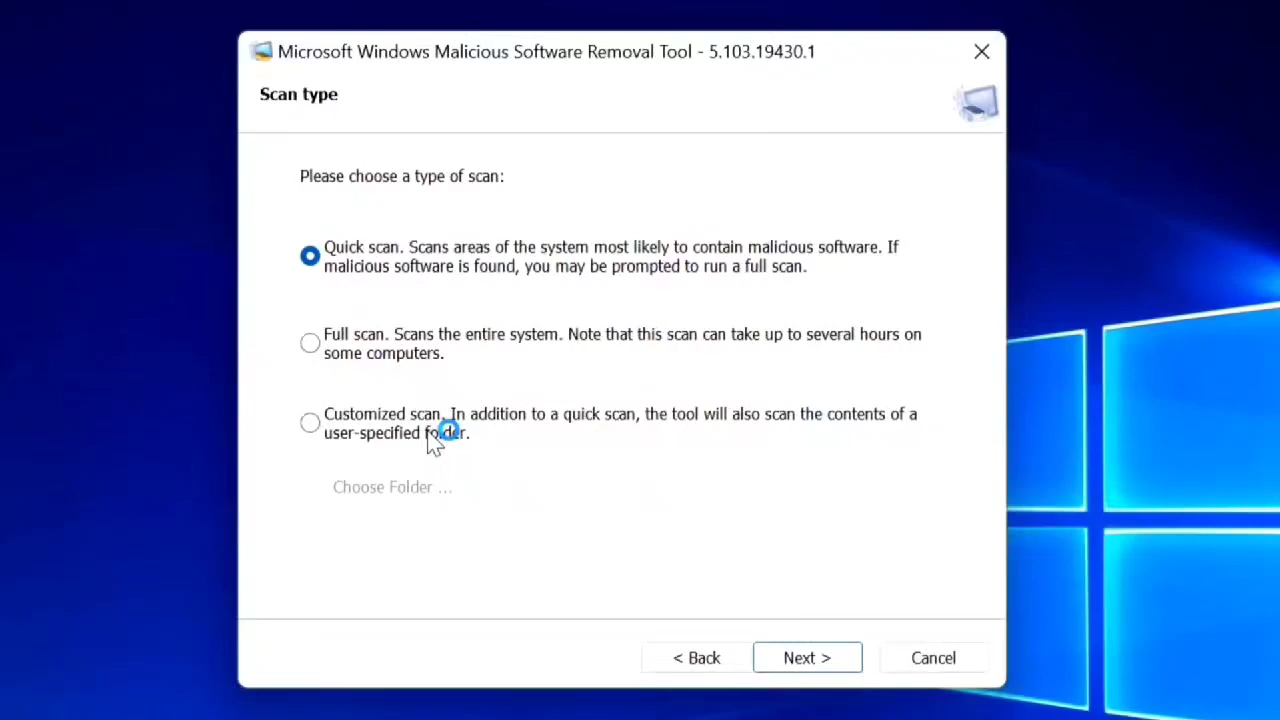 Microsoft Windows Malicious Software Removal Tool - 5.103.19430.1
Scan type
Please choose a type of scan:
Quick scan. Scans areas of the system most likely to contain malicious software. If
malicious software is found, you may be prompted to run a full scan.
Full scan. Scans the entire system. Note that this scan can take up to several hours on
some computers.
Customized scan. In addition to a quick scan, the tool will also scan the contents of a
user-specified folder.
Choose Folder ...
< Back
Next >
Cancel